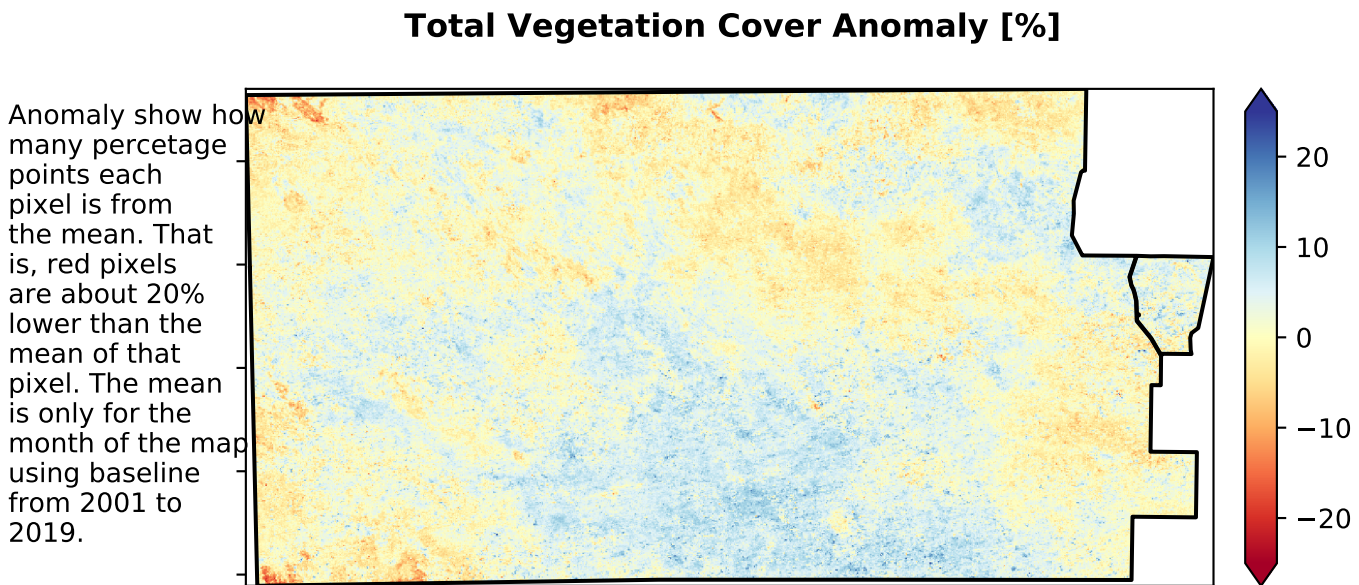 Total Vegetation Cover Anomaly [%]
Anomaly show how
many percetage
points each
pixel is from
the mean. That
is, red pixels
are about 20%
lower than the
mean of that
pixel. The mean
is only for the
month of the map
using baseline
from 2001 to
2019.
20
10
0
−10
−20